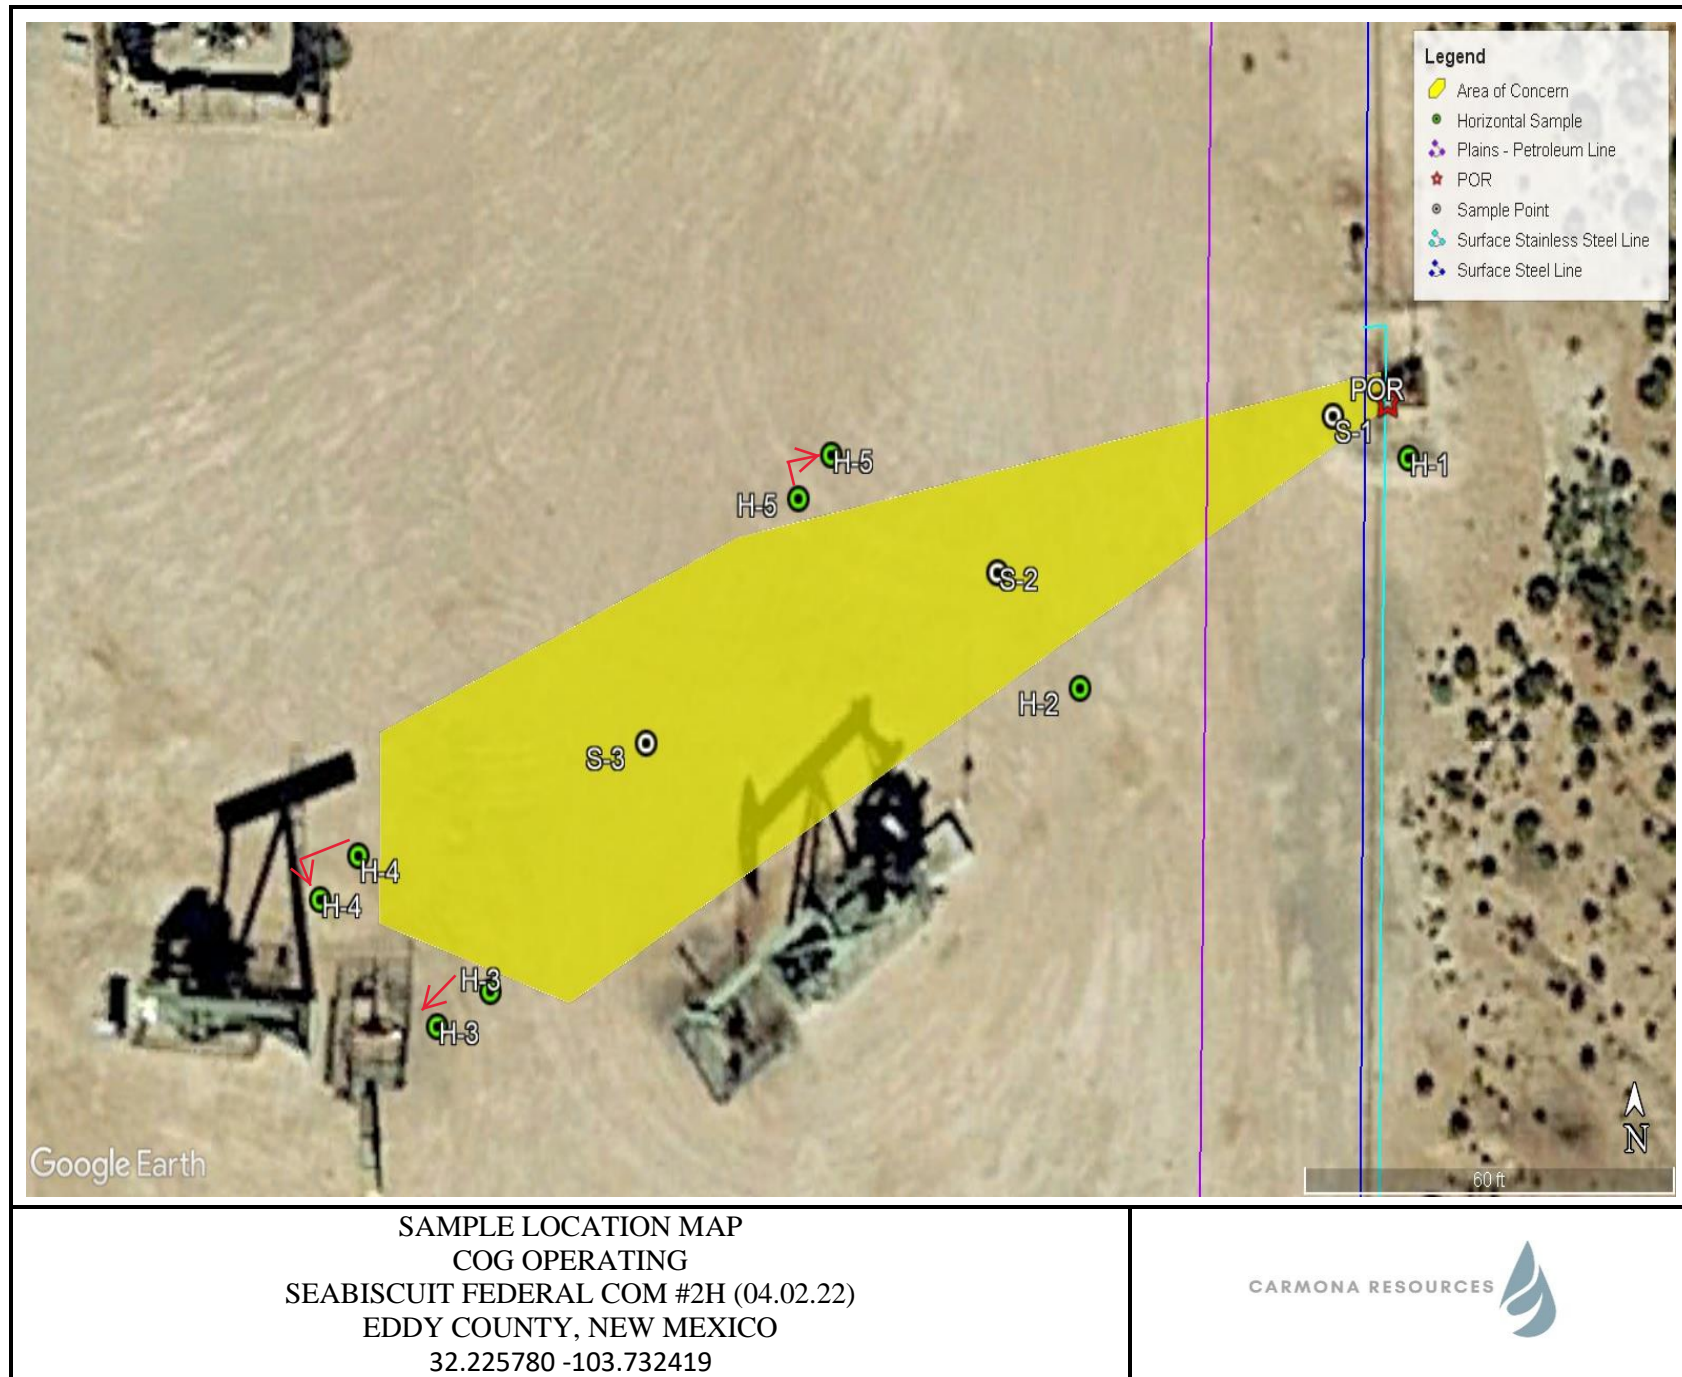 Legend
Area of Concern
Horizontal Sample
Plains - Petroleum Line
POR
Sample Point
Surface Stainless Steel Line
Surface Steel Line
POR
S-1
H-1
H-5
H-5
S-2
H-2
S-3
H-4
H-4
H-3
H-3
N
Google Earth
60 ft
SAMPLE LOCATION MAP
COG OPERATING
SEABISCUIT FEDERAL COM #2H (04.02.22)
EDDY COUNTY, NEW MEXICO
32.225780 -103.732419
CARMONA RESOURCES